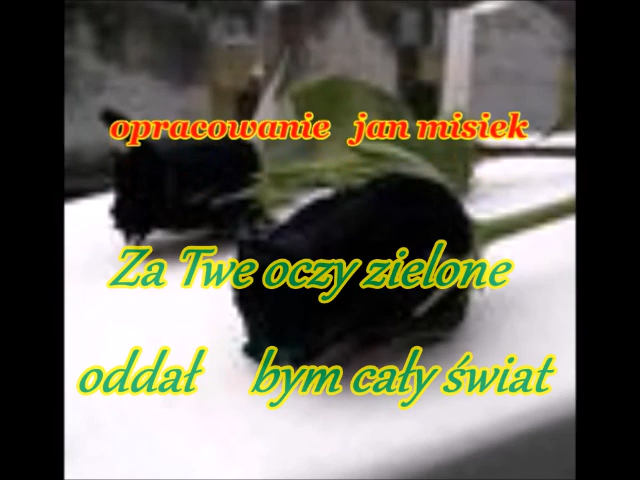 opracowanie jan misiek
Za Twe oczy zielone
oddał bym cały świat